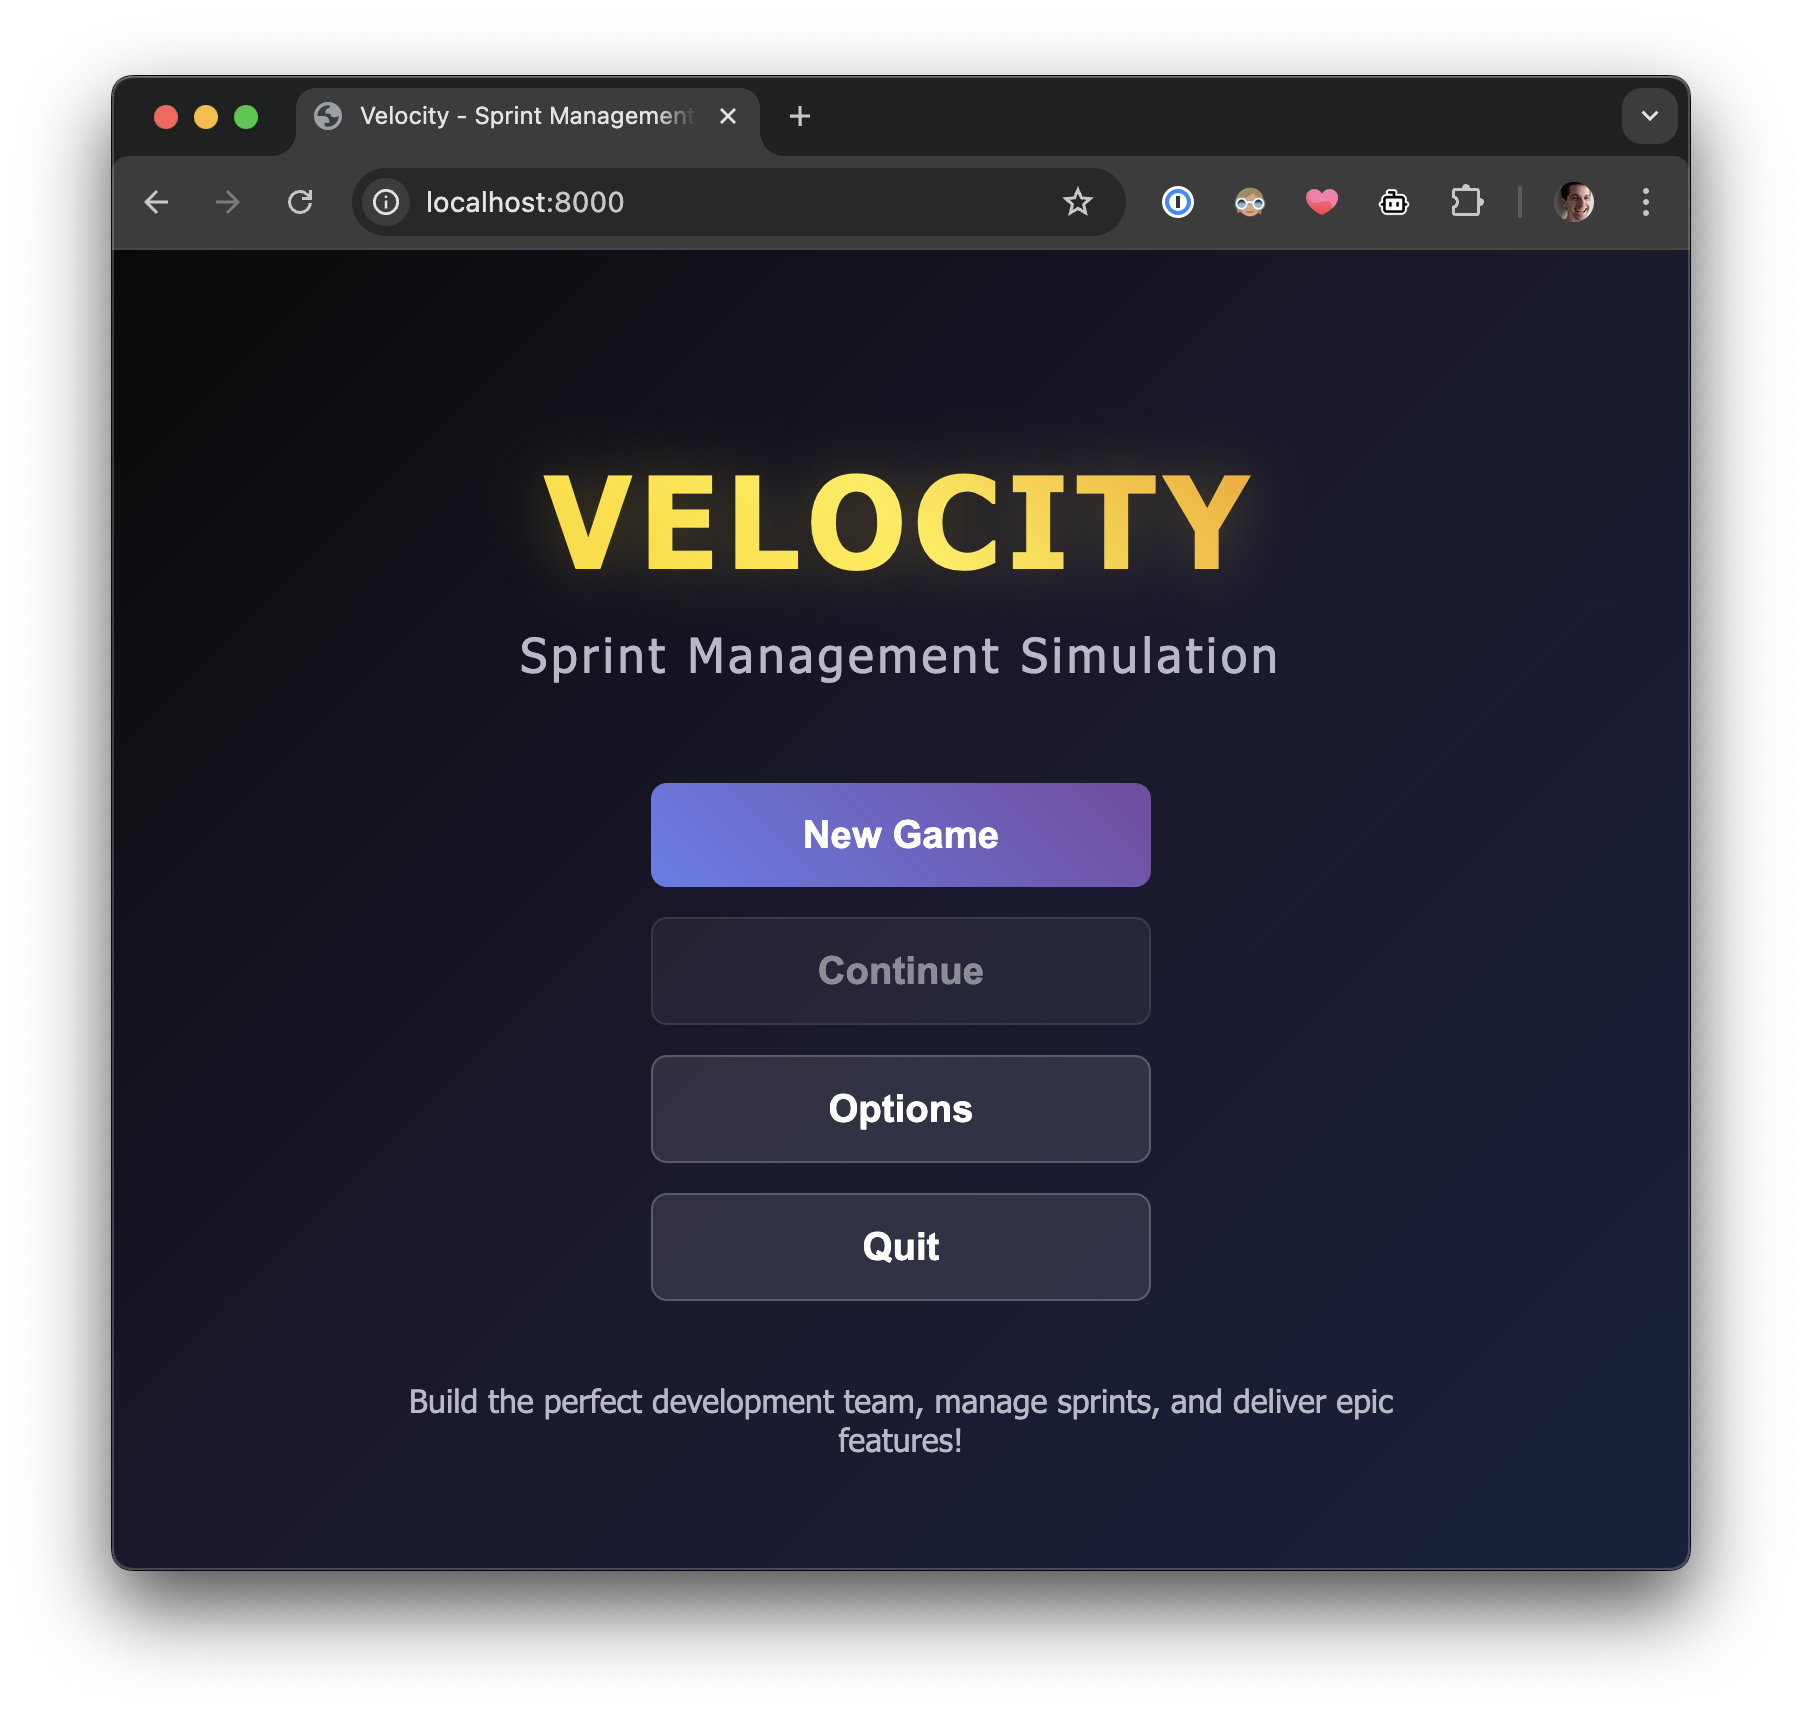 Velocity - Sprint Management
localhost:8000
VELOCITY
Sprint Management Simulation
New Game
Continue
Options
Quit
Build the perfect development team, manage sprints, and deliver epic
features!